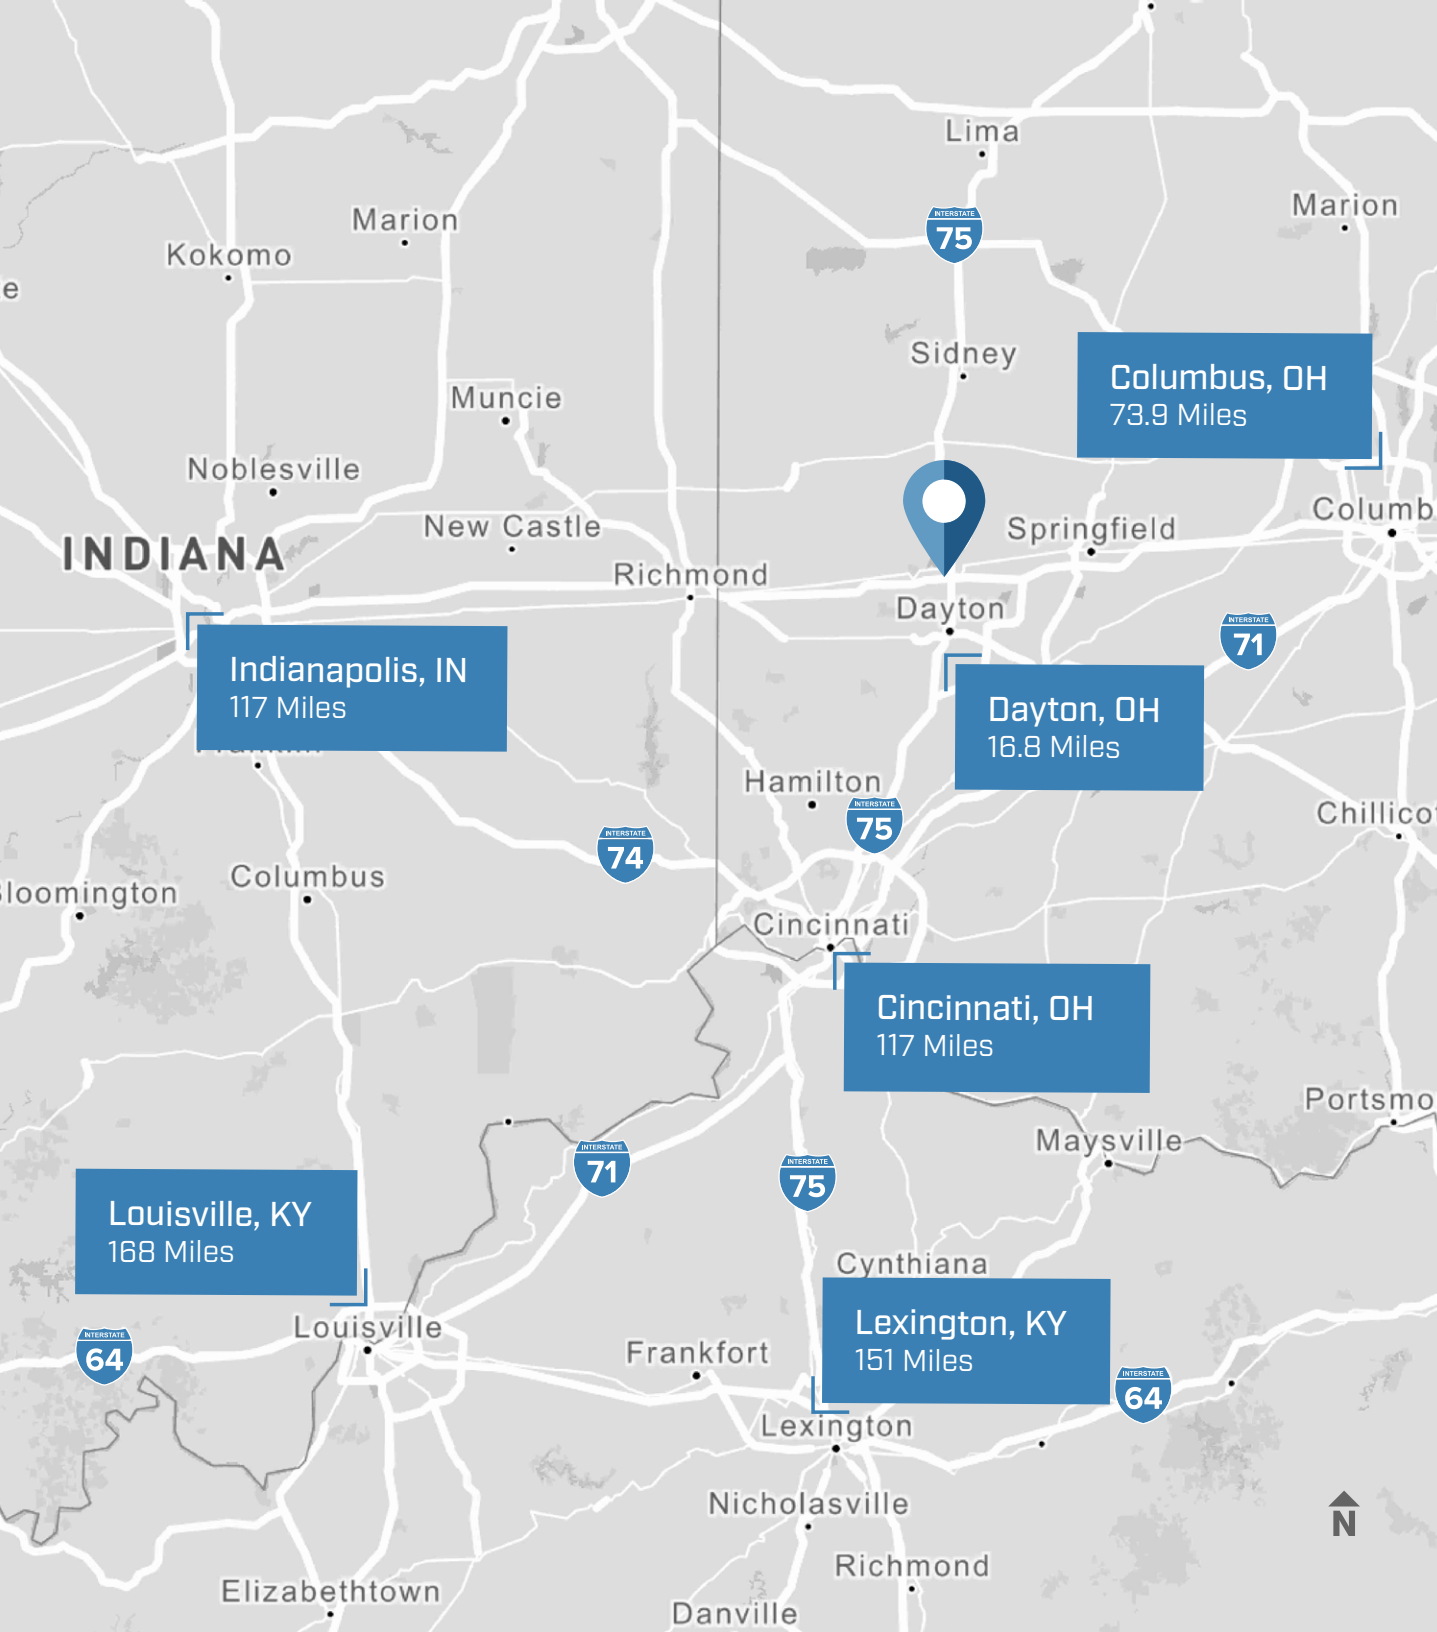 Lima
Marion
Marion
Kokomo
INTERSTATE
75
e
Sidney
Columbus, OH
73.9 Miles
Muncie
Noblesville
Columb
New Castle
Springfield
INDIANA
Richmond
Dayton
INTERSTATE
71
Indianapolis, IN
117 Miles
Dayton, OH
16.8 Miles
Hamilton
INTERSTATE
75
Chillicot
INTERSTATE
74
Columbus
loomington
Cincinnati
Cincinnati, OH
117 Miles
Portsmo
Maysville
INTERSTATE
71
INTERSTATE
75
Louisville, KY
168 Miles
Cynthiana
Louisville
Lexington, KY
151 Miles
INTERSTATE
64
Frankfort
INTERSTATE
64
Lexington
Nicholasville
N
Richmond
Elizabethtown
Danville